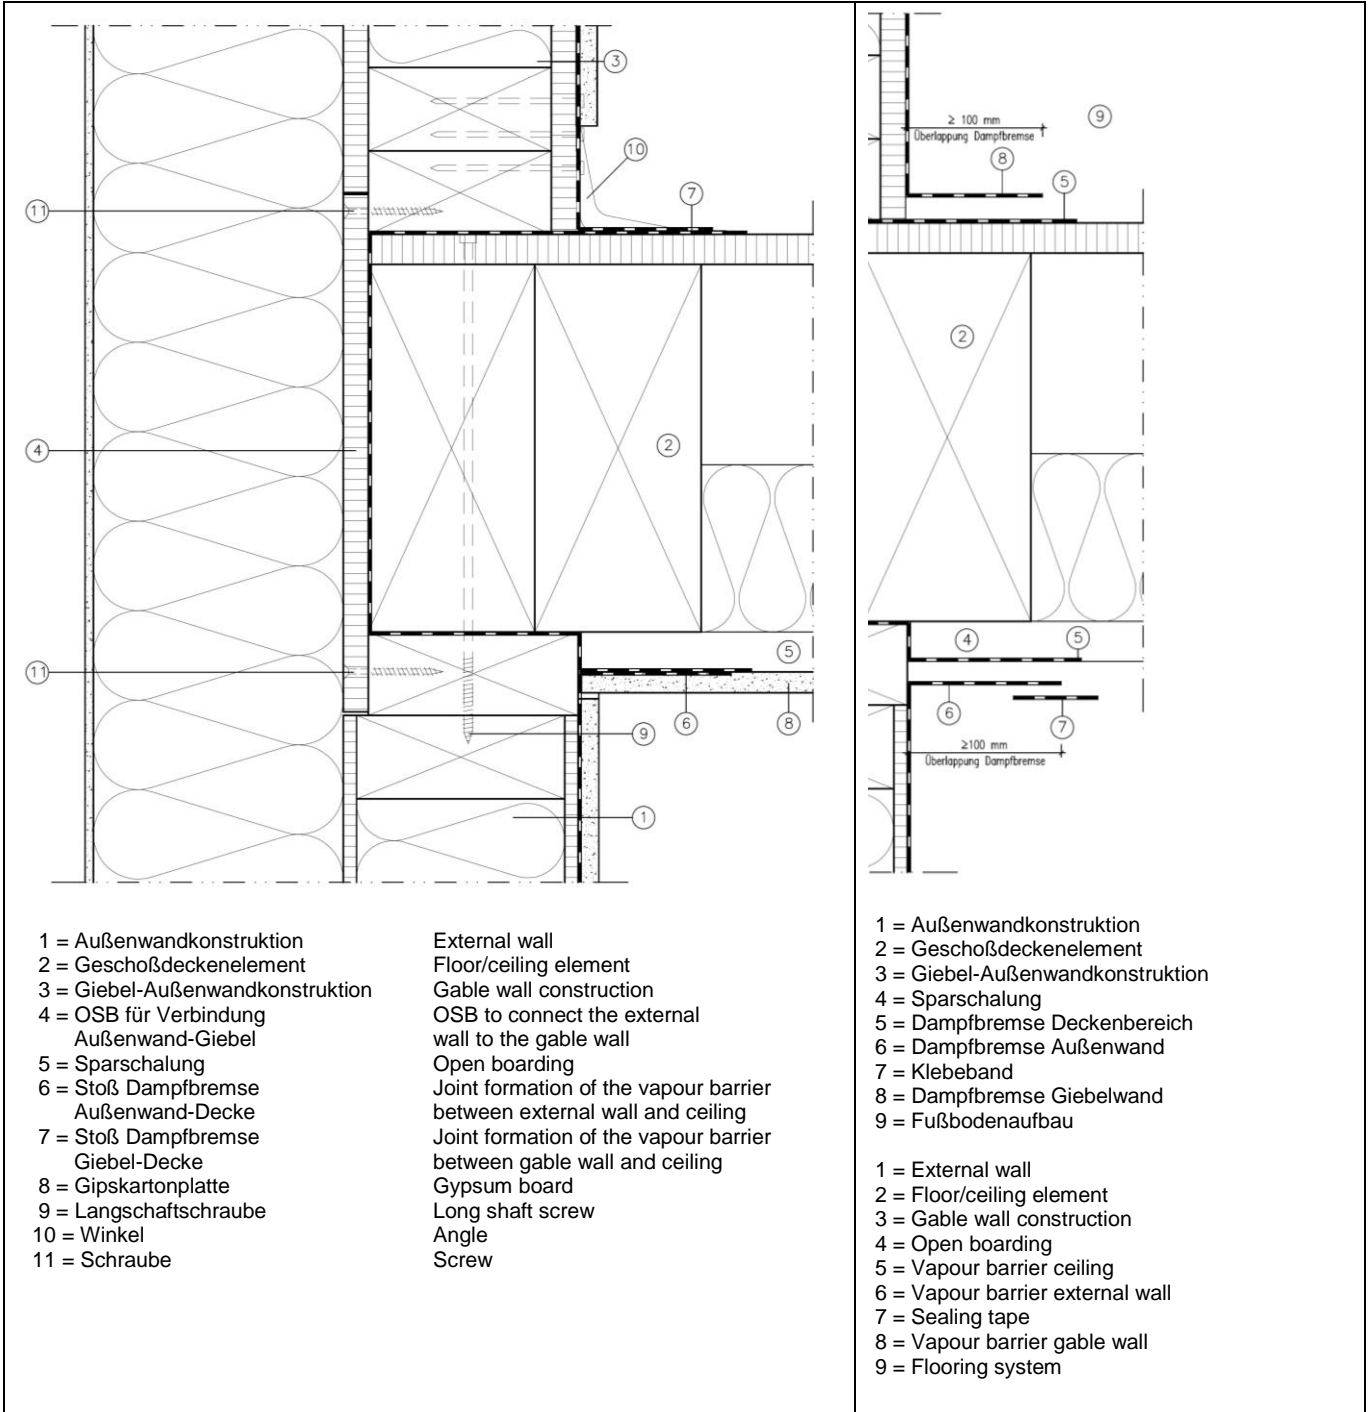 3
10
7
11
4
2
5
11
6
8
9
1
1 = Außenwandkonstruktion External wall
2 = Geschoßdeckenelement Floor/ceiling element
3 = Giebel-Außenwandkonstruktion Gable wall construction
4 = OSB für Verbindung OSB to connect the external
Außenwand-Giebel wall to the gable wall
5 = Sparschalung Open boarding
6 = Stoß Dampfbremse Joint formation of the vapour barrier
Außenwand-Decke between external wall and ceiling
7 = Stoß Dampfbremse Joint formation of the vapour barrier
Giebel-Decke between gable wall and ceiling
8 = Gipskartonplatte Gypsum board
9 = Langschaftschraube Long shaft screw
10 = Winkel Angle
11 = Schraube Screw
≥ 100 mm
Überlappung Dampfbremse
9
8
5
2
4
5
6
7
≥100 mm
Überlappung Dampfbremse
1 = Außenwandkonstruktion
2 = Geschoßdeckenelement
3 = Giebel-Außenwandkonstruktion
4 = Sparschalung
5 = Dampfbremse Deckenbereich
6 = Dampfbremse Außenwand
7 = Klebeband
8 = Dampfbremse Giebelwand
9 = Fußbodenaufbau
1 = External wall
2 = Floor/ceiling element
3 = Gable wall construction
4 = Open boarding
5 = Vapour barrier ceiling
6 = Vapour barrier external wall
7 = Sealing tape
8 = Vapour barrier gable wall
9 = Flooring system